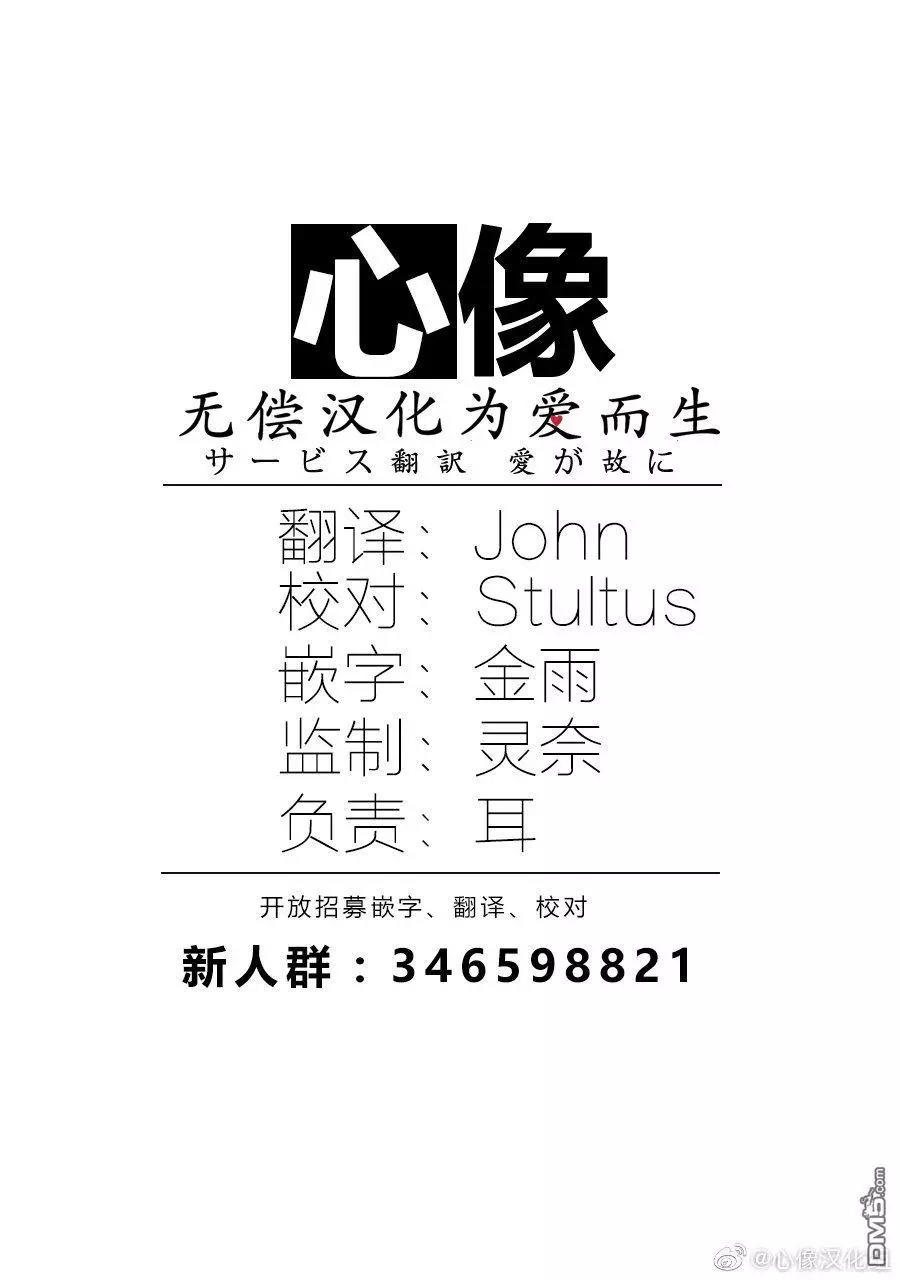 心像
无偿汉化为爱而生
サービス翻訳 愛が故に
翻译：John
校对：Stultus
嵌字：金雨
监制：灵奈
负责：耳
开放招募嵌字、翻译、校对
新人群：346598821
DM5.com
@心像汉化组